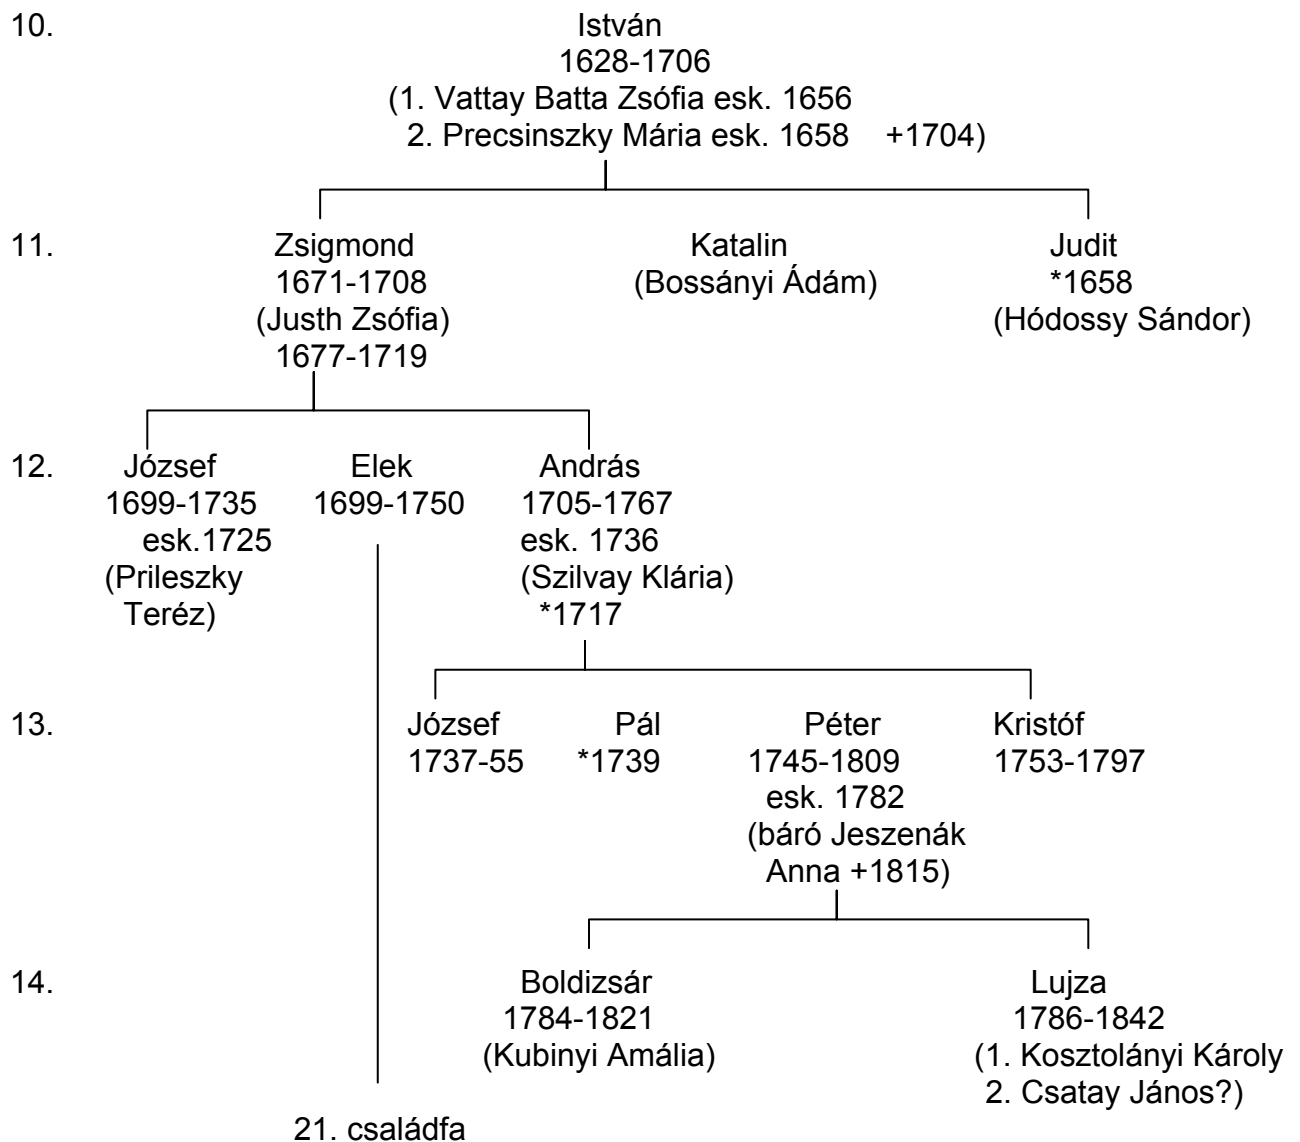 10. István
1628-1706
(1. Vattay Batta Zsófia esk. 1656
2. Precsinszky Mária esk. 1658 +1704)
11. Zsigmond Katalin Judit
1671-1708 (Bossányi Ádám) *1658
(Justh Zsófia) (Hódossy Sándor)
1677-1719
12. József Elek András
1699-1735 1699-1750 1705-1767
esk.1725 esk. 1736
(Prileszky (Szilvay Klária)
Teréz) *1717
13. József Pál Péter Kristóf
1737-55 *1739 1745-1809 1753-1797
esk. 1782
(báró Jeszenák
Anna +1815)
14. Boldizsár Lujza
1784-1821 1786-1842
(Kubinyi Amália) (1. Kosztolányi Károly
2. Csatay János?)
21. családfa